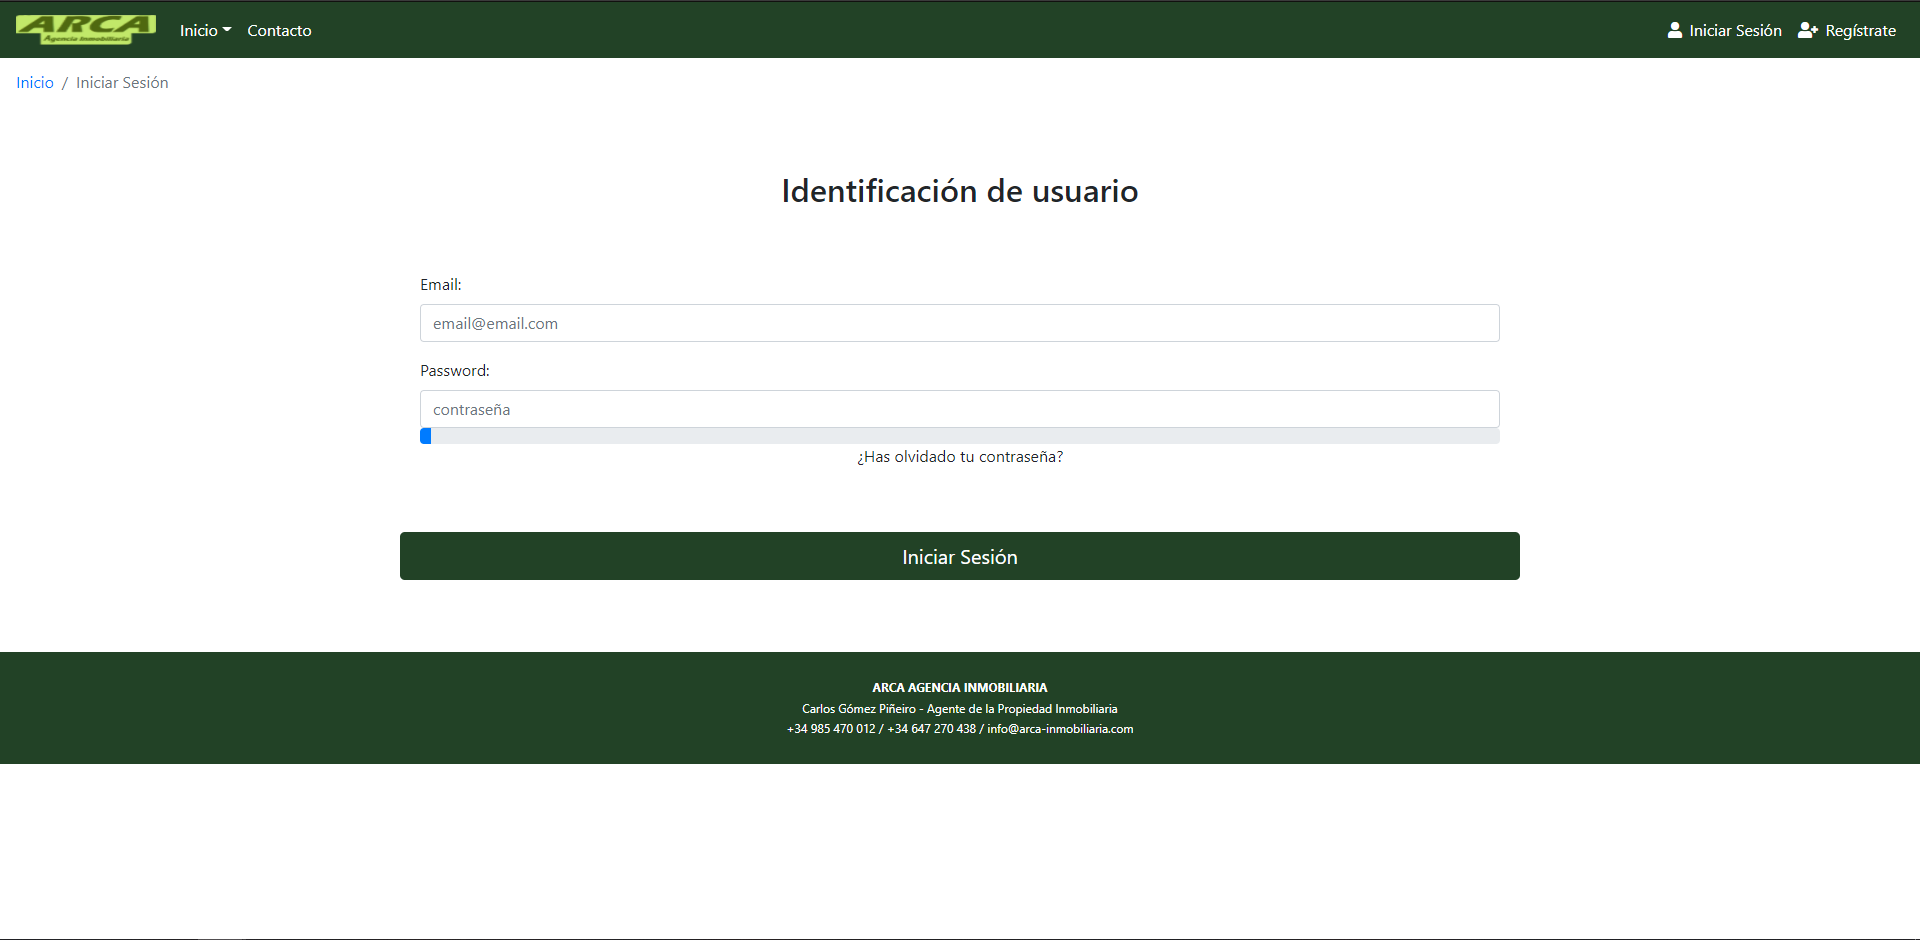 ARCA
Agencia Inmobiliaria
Inicio Contacto
Iniciar Sesión Regístrate
Inicio / Iniciar Sesión
Identificación de usuario
Email:
email@email.com
Password:
contraseña
¿Has olvidado tu contraseña?
Iniciar Sesión
ARCA AGENCIA INMOBILIARIA
Carlos Gómez Piñeiro - Agente de la Propiedad Inmobiliaria
+34 985 470 012 / +34 647 270 438 / info@arca-inmobiliaria.com